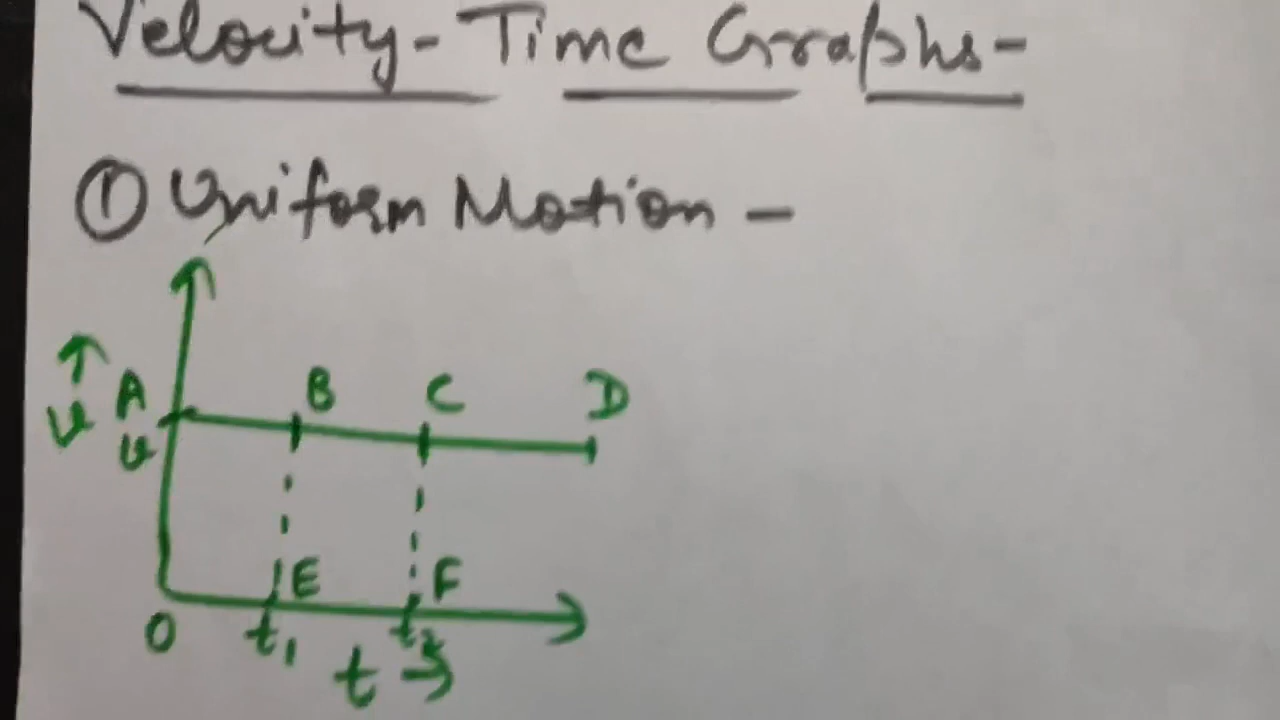 Velocity - Time Graphs -
① Uniform Motion -
A B C D
v v
E F
O t₁ t₂
t →